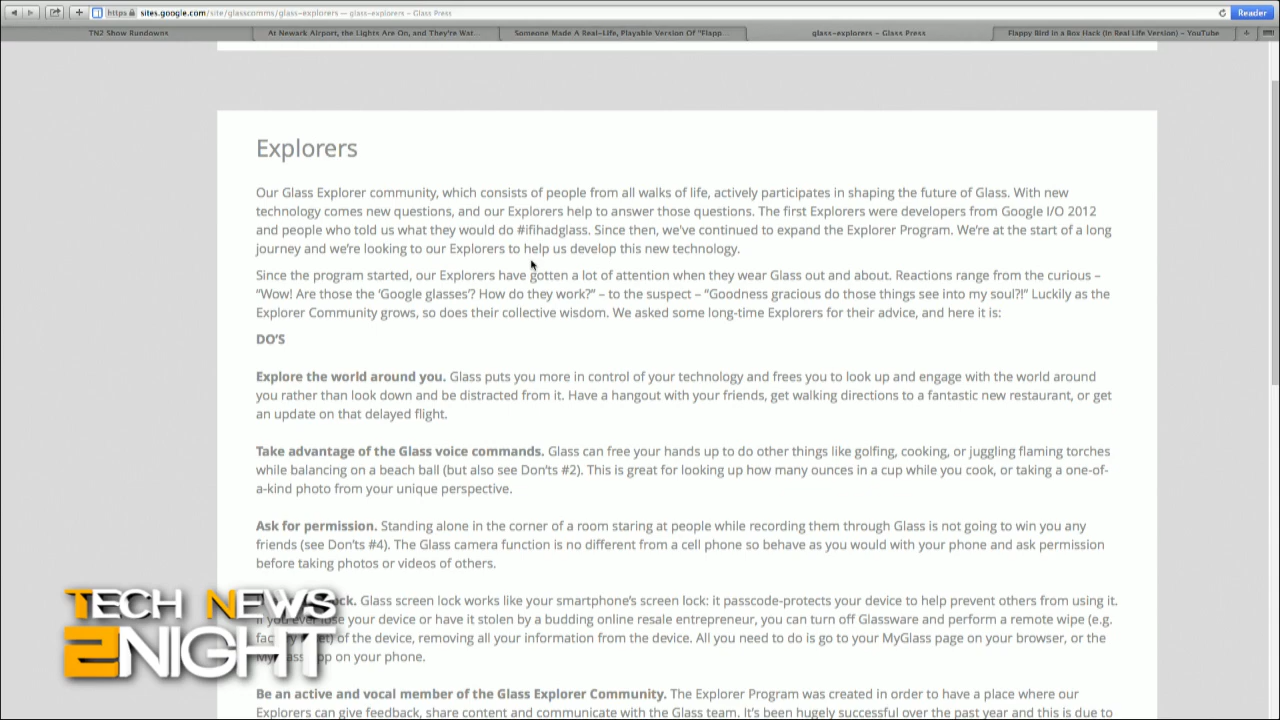 https sites.google.com/site/glasscomms/glass-explorers — glass-explorers — Glass Press
Reader
TN2 Show Rundowns
At Newark Airport, the Lights Are On, and They're Wat...
Someone Made A Real-Life, Playable Version Of "Flapp...
glass-explorers – Glass Press
Flappy Bird in a Box Hack (In Real Life Version) – YouTube
Explorers
Our Glass Explorer community, which consists of people from all walks of life, actively participates in shaping the future of Glass. With new
technology comes new questions, and our Explorers help to answer those questions. The first Explorers were developers from Google I/O 2012
and people who told us what they would do #ifihadglass. Since then, we've continued to expand the Explorer Program. We're at the start of a long
journey and we're looking to our Explorers to help us develop this new technology.
Since the program started, our Explorers have gotten a lot of attention when they wear Glass out and about. Reactions range from the curious –
"Wow! Are those the 'Google glasses'? How do they work?" – to the suspect – "Goodness gracious do those things see into my soul?!" Luckily as the
Explorer Community grows, so does their collective wisdom. We asked some long-time Explorers for their advice, and here it is:
DO'S
Explore the world around you. Glass puts you more in control of your technology and frees you to look up and engage with the world around
you rather than look down and be distracted from it. Have a hangout with your friends, get walking directions to a fantastic new restaurant, or get
an update on that delayed flight.
Take advantage of the Glass voice commands. Glass can free your hands up to do other things like golfing, cooking, or juggling flaming torches
while balancing on a beach ball (but also see Don'ts #2). This is great for looking up how many ounces in a cup while you cook, or taking a one-of-
a-kind photo from your unique perspective.
Ask for permission. Standing alone in the corner of a room staring at people while recording them through Glass is not going to win you any
friends (see Don'ts #4). The Glass camera function is no different from a cell phone so behave as you would with your phone and ask permission
before taking photos or videos of others.
Glass screen lock works like your smartphone's screen lock: it passcode-protects your device to help prevent others from using it.
If you ever lose your device or have it stolen by a budding online resale entrepreneur, you can turn off Glassware and perform a remote wipe (e.g.
of the device, removing all your information from the device. All you need to do is go to your MyGlass page on your browser, or the
on your phone.
TECH NEWS
2NIGHT
Be an active and vocal member of the Glass Explorer Community. The Explorer Program was created in order to have a place where our
Explorers can give feedback, share content and communicate with the Glass team. It's been hugely successful over the past year and this is due to